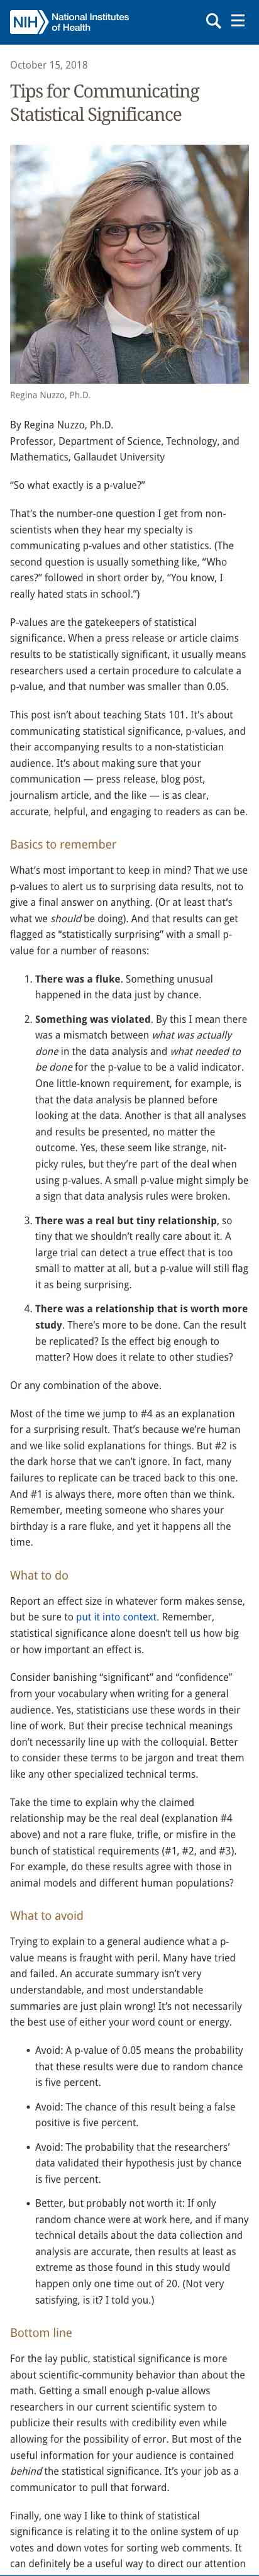 NIH
National Institutes
of Health
October 15, 2018
Tips for Communicating
Statistical Significance
Regina Nuzzo, Ph.D.
By Regina Nuzzo, Ph.D.
Professor, Department of Science, Technology, and
Mathematics, Gallaudet University
“So what exactly is a p-value?”
That’s the number-one question I get from non-
scientists when they hear my specialty is
communicating p-values and other statistics. (The
second question is usually something like, “Who
cares?” followed in short order by, “You know, I
really hated stats in school.”)
P-values are the gatekeepers of statistical
significance. When a press release or article claims
results to be statistically significant, it usually means
researchers used a certain procedure to calculate a
p-value, and that number was smaller than 0.05.
This post isn’t about teaching Stats 101. It’s about
communicating statistical significance, p-values, and
their accompanying results to a non-statistician
audience. It’s about making sure that your
communication — press release, blog post,
journalism article, and the like — is as clear,
accurate, helpful, and engaging to readers as can be.
Basics to remember
What’s most important to keep in mind? That we use
p-values to alert us to surprising data results, not to
give a final answer on anything. (Or at least that’s
what we should be doing). And that results can get
flagged as “statistically surprising” with a small p-
value for a number of reasons:
1. There was a fluke. Something unusual
happened in the data just by chance.
2. Something was violated. By this I mean there
was a mismatch between what was actually
done in the data analysis and what needed to
be done for the p-value to be a valid indicator.
One little-known requirement, for example, is
that the data analysis be planned before
looking at the data. Another is that all analyses
and results be presented, no matter the
outcome. Yes, these seem like strange, nit-
picky rules, but they’re part of the deal when
using p-values. A small p-value might simply be
a sign that data analysis rules were broken.
3. There was a real but tiny relationship, so
tiny that we shouldn’t really care about it. A
large trial can detect a true effect that is too
small to matter at all, but a p-value will still flag
it as being surprising.
4. There was a relationship that is worth more
study. There’s more to be done. Can the result
be replicated? Is the effect big enough to
matter? How does it relate to other studies?
Or any combination of the above.
Most of the time we jump to #4 as an explanation
for a surprising result. That’s because we’re human
and we like solid explanations for things. But #2 is
the dark horse that we can’t ignore. In fact, many
failures to replicate can be traced back to this one.
And #1 is always there, more often than we think.
Remember, meeting someone who shares your
birthday is a rare fluke, and yet it happens all the
time.
What to do
Report an effect size in whatever form makes sense,
but be sure to put it into context. Remember,
statistical significance alone doesn’t tell us how big
or how important an effect is.
Consider banishing “significant” and “confidence”
from your vocabulary when writing for a general
audience. Yes, statisticians use these words in their
line of work. But their precise technical meanings
don’t necessarily line up with the colloquial. Better
to consider these terms to be jargon and treat them
like any other specialized technical terms.
Take the time to explain why the claimed
relationship may be the real deal (explanation #4
above) and not a rare fluke, trifle, or misfire in the
bunch of statistical requirements (#1, #2, and #3).
For example, do these results agree with those in
animal models and different human populations?
What to avoid
Trying to explain to a general audience what a p-
value means is fraught with peril. Many have tried
and failed. An accurate summary isn’t very
understandable, and most understandable
summaries are just plain wrong! It’s not necessarily
the best use of either your word count or energy.
• Avoid: A p-value of 0.05 means the probability
that these results were due to random chance
is five percent.
• Avoid: The chance of this result being a false
positive is five percent.
• Avoid: The probability that the researchers’
data validated their hypothesis just by chance
is five percent.
• Better, but probably not worth it: If only
random chance were at work here, and if many
technical details about the data collection and
analysis are accurate, then results at least as
extreme as those found in this study would
happen only one time out of 20. (Not very
satisfying, is it? I told you.)
Bottom line
For the lay public, statistical significance is more
about scientific-community behavior than about the
math. Getting a small enough p-value allows
researchers in our current scientific system to
publicize their results with credibility even while
allowing for the possibility of error. But most of the
useful information for your audience is contained
behind the statistical significance. It’s your job as a
communicator to pull that forward.
Finally, one way I like to think of statistical
significance is relating it to the online system of up
votes and down votes for sorting web comments. It
can definitely be a useful way to direct our attention